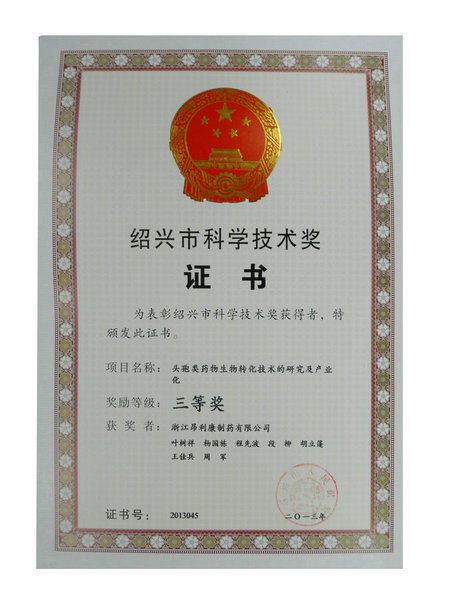 绍兴市科学技术奖
证 书
为表彰绍兴市科学技术奖获得者，特
颁发此证书。
项目名称： 头孢类药物生物转化技术的研究及产业
化
奖励等级： 三等奖
获 奖 者： 浙江昂利康制药有限公司
叶树祥 杨国栋 程先波 段 柳 胡立蓬
王佳兵 周 军
证书号： 2013045
二〇一三年